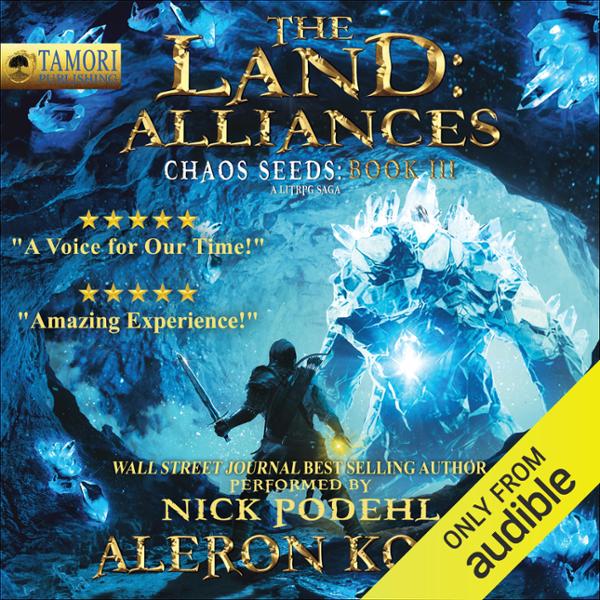 TAMORI
PUBLISHING
THE
LAND:
ALLIANCES
CHAOS SEEDS: BOOK III
A LITRPG SAGA
"A Voice for Our Time!"
"Amazing Experience!"
WALL STREET JOURNAL BEST SELLING AUTHOR
PERFORMED BY
NICK PODEHL
ALERON KO
ONLY FROM
audible